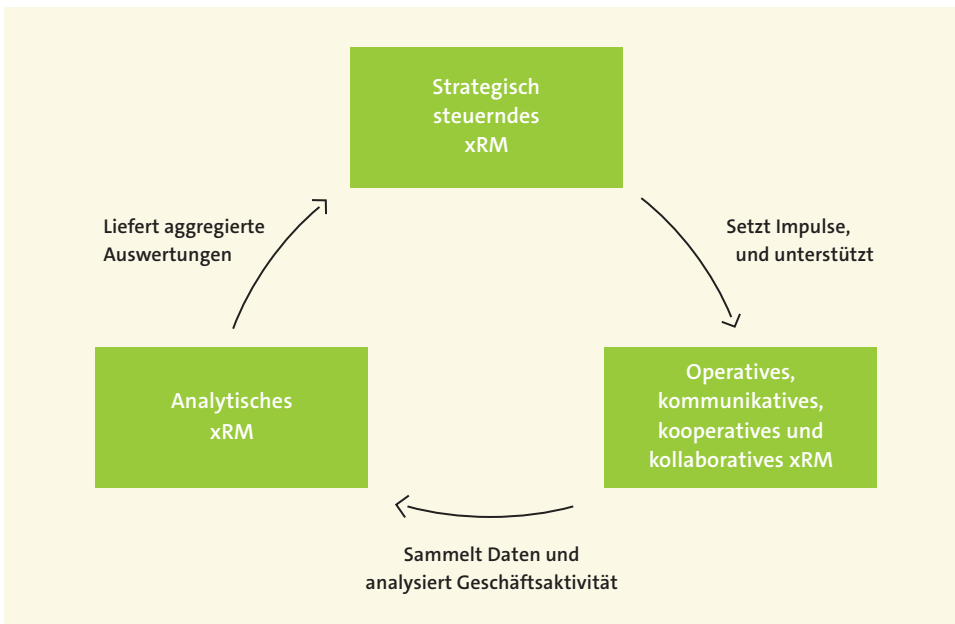 Strategisch
steuerndes
xRM
Liefert aggregierte
Auswertungen
Setzt Impulse,
und unterstützt
Analytisches
xRM
Operatives,
kommunikatives,
kooperatives und
kollaboratives xRM
Sammelt Daten und
analysiert Geschäftsaktivität